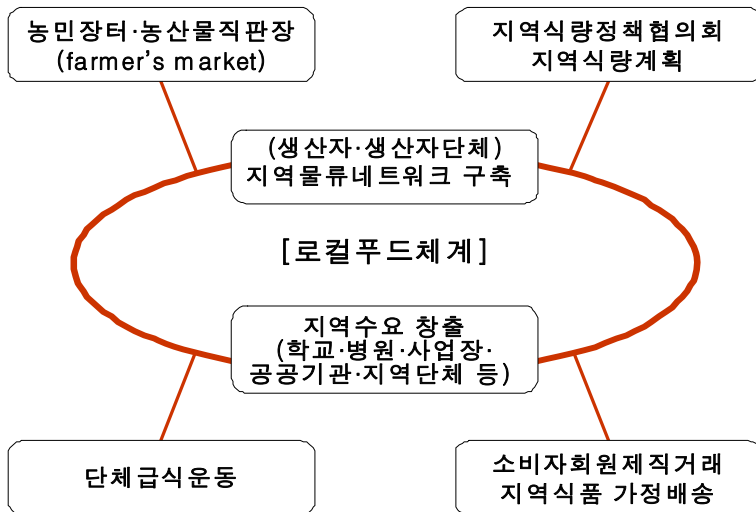 농민장터·농산물직판장
(farmer's market)
지역식량정책협의회
지역식량계획
(생산자·생산자단체)
지역물류네트워크 구축
[로컬푸드체계]
지역수요 창출
(학교·병원·사업장·
공공기관·지역단체 등)
단체급식운동
소비자회원제직거래
지역식품 가정배송